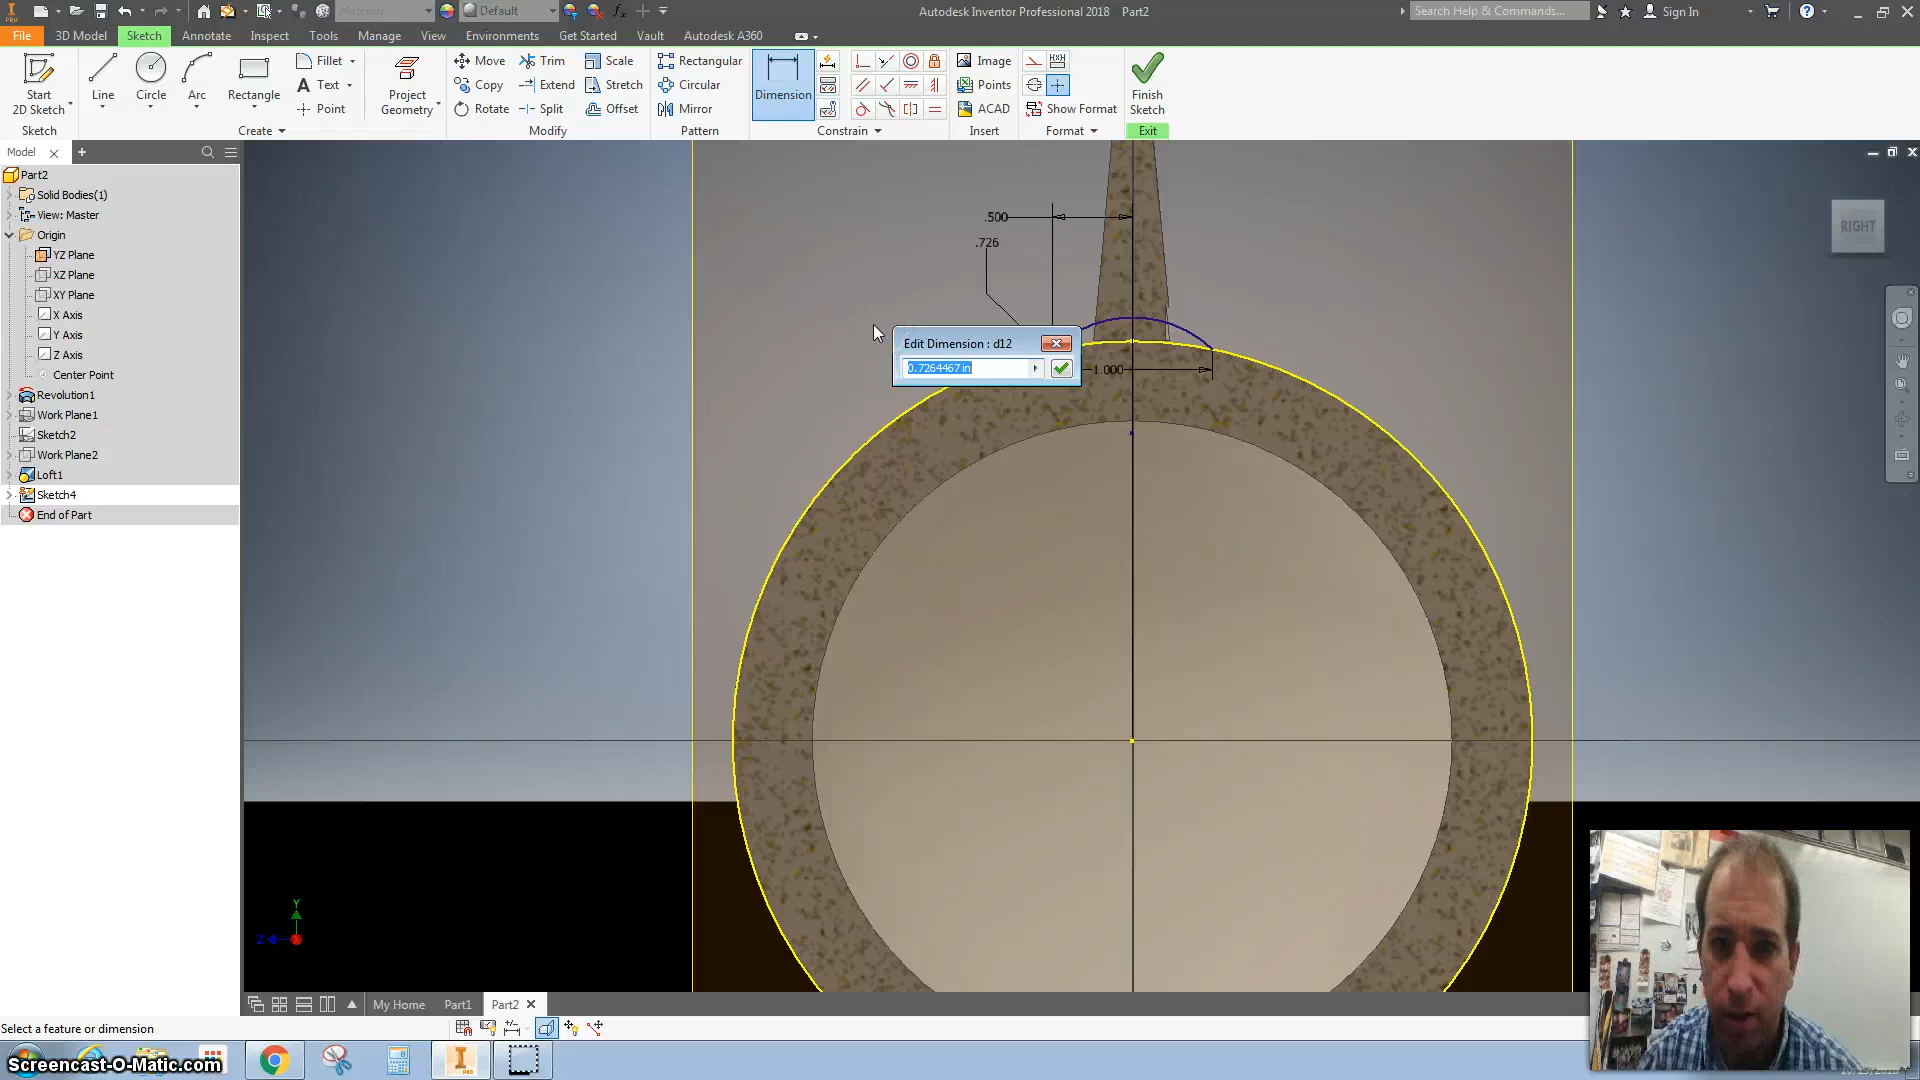 Material
Default
Autodesk Inventor Professional 2018 Part2
Search Help & Commands...
Sign In
PRO
File 3D Model Sketch Annotate Inspect Tools Manage View Environments Get Started Vault Autodesk A360
Start 2D Sketch
Line
Circle
Arc
Rectangle
Fillet
Text
Point
Project Geometry
Move
Copy
Rotate
Trim
Extend
Split
Scale
Stretch
Offset
Rectangular
Circular
Mirror
Dimension
Image
Points
ACAD
Show Format
Finish Sketch
Sketch Create Modify Pattern Constrain Insert Format Exit
Model
Part2
Solid Bodies(1)
View: Master
Origin
YZ Plane
XZ Plane
XY Plane
X Axis
Y Axis
Z Axis
Center Point
Revolution1
Work Plane1
Sketch2
Work Plane2
Loft1
Sketch4
End of Part
.500
.726
RIGHT
Edit Dimension : d12
0.7264467 in
1.000
Y
Z
My Home Part1 Part2
Select a feature or dimension
Screencast-O-Matic.com
PRO